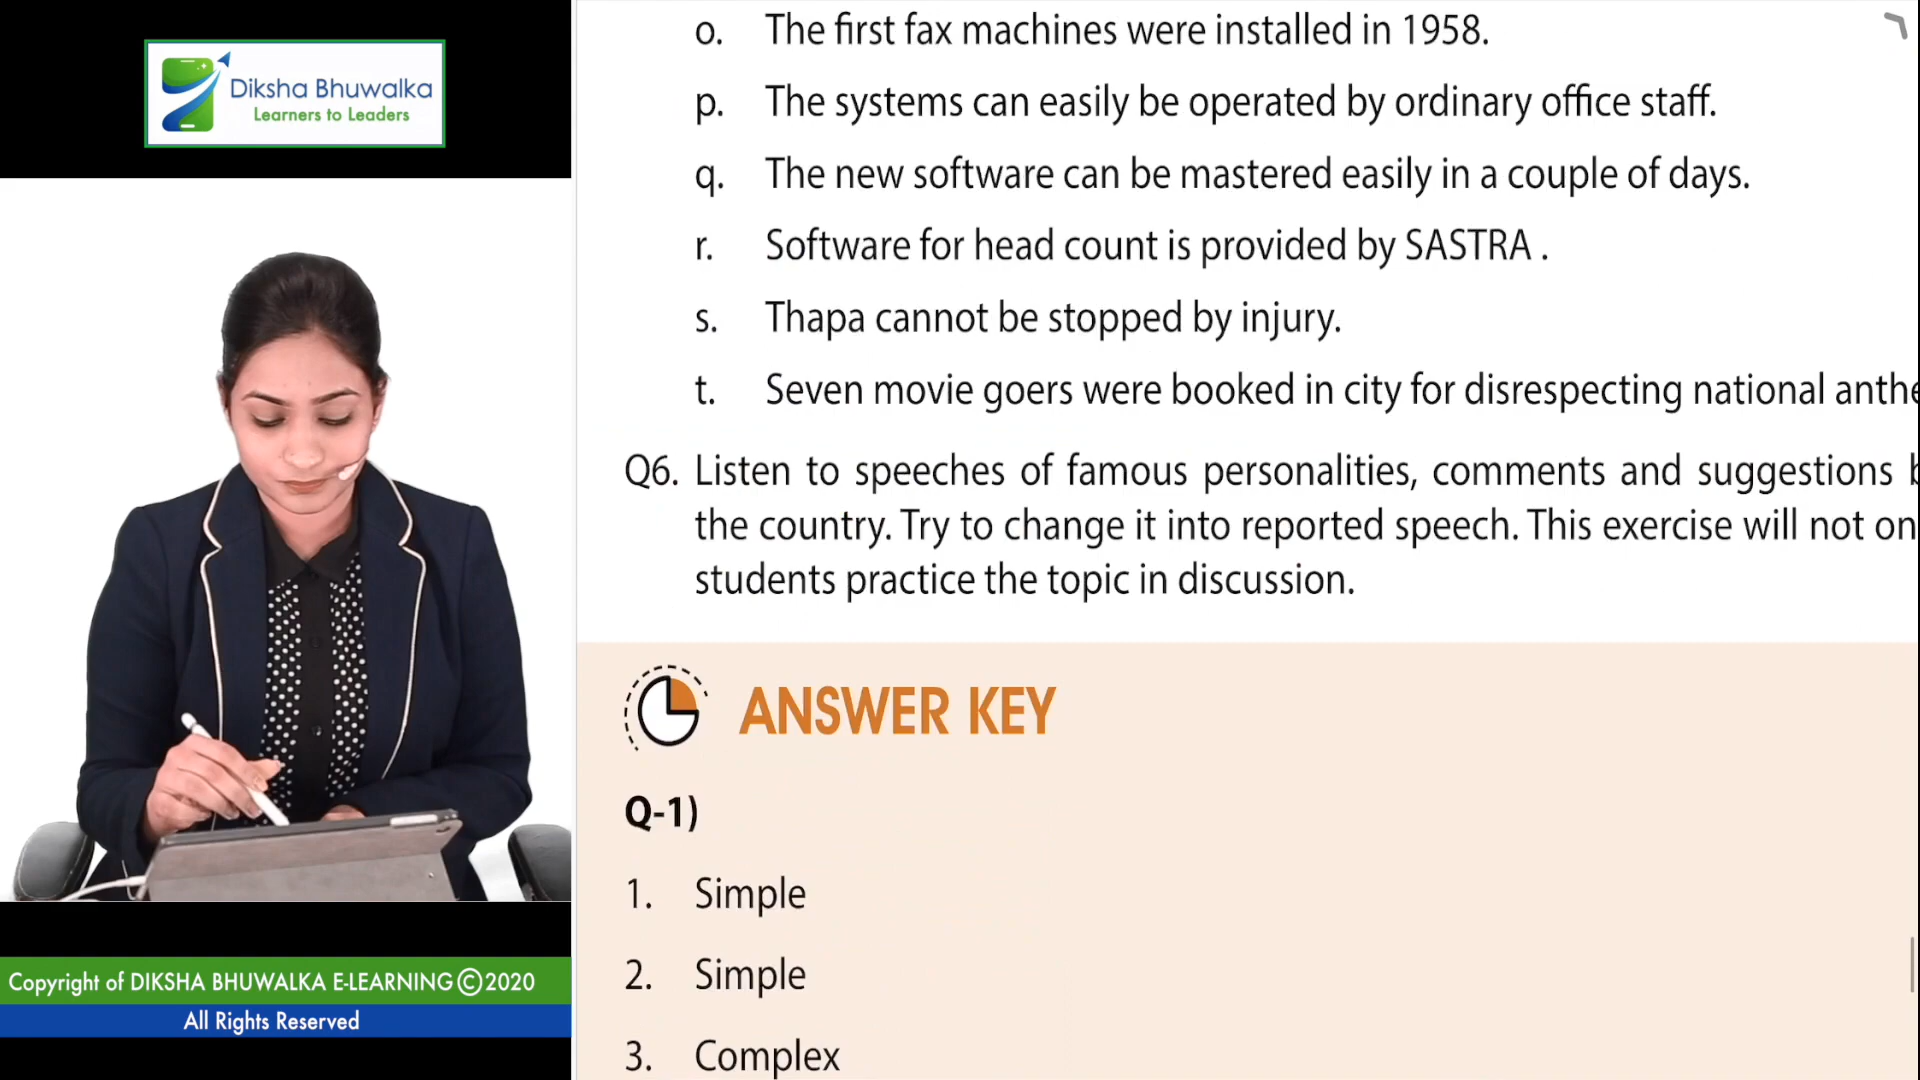 Diksha Bhuwalka
Learners to Leaders
o. The first fax machines were installed in 1958.
p. The systems can easily be operated by ordinary office staff.
q. The new software can be mastered easily in a couple of days.
r. Software for head count is provided by SASTRA .
s. Thapa cannot be stopped by injury.
t. Seven movie goers were booked in city for disrespecting national anthe
Q6. Listen to speeches of famous personalities, comments and suggestions b
the country. Try to change it into reported speech. This exercise will not on
students practice the topic in discussion.
ANSWER KEY
Q-1)
1. Simple
2. Simple
3. Complex
Copyright of DIKSHA BHUWALKA E-LEARNING©2020
All Rights Reserved